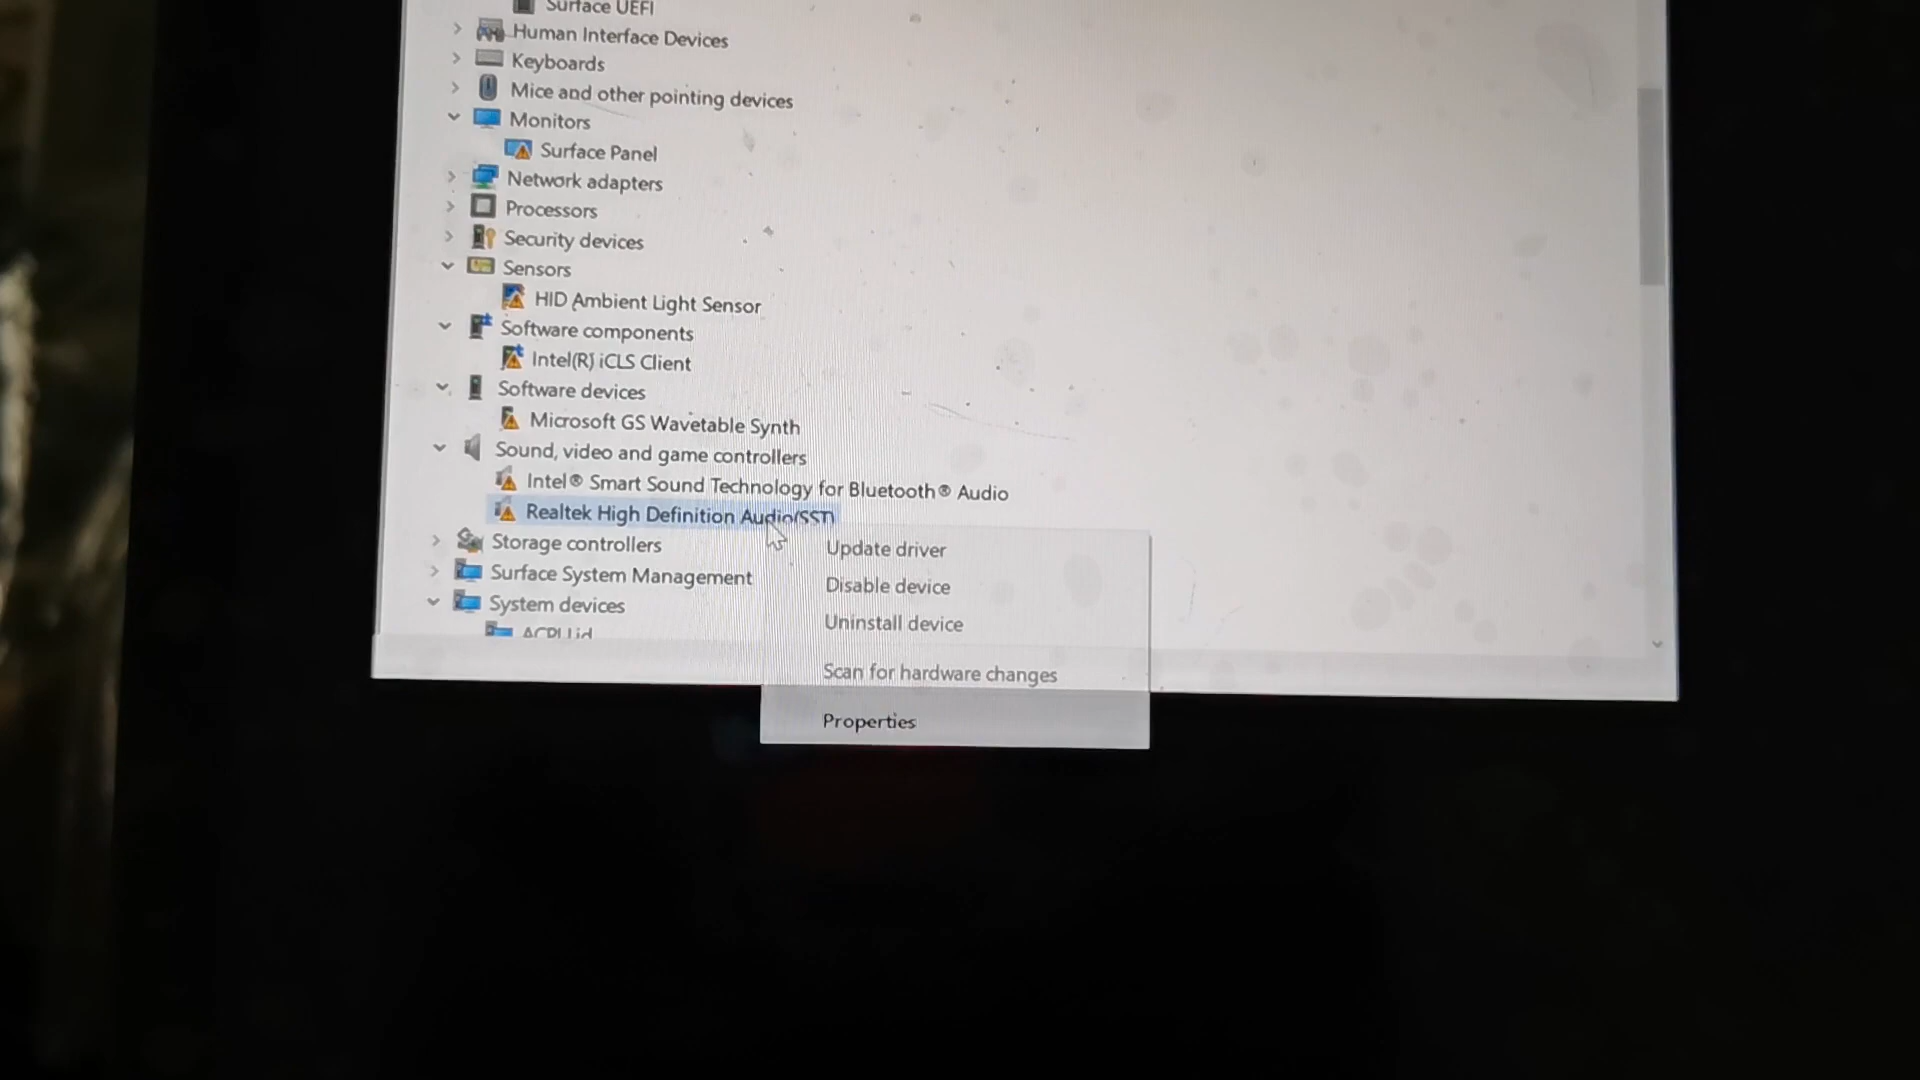 Surface UEFI
Human Interface Devices
Keyboards
Mice and other pointing devices
Monitors
Surface Panel
Network adapters
Processors
Security devices
Sensors
HID Ambient Light Sensor
Software components
Intel(R) iCLS Client
Software devices
Microsoft GS Wavetable Synth
Sound, video and game controllers
Intel® Smart Sound Technology for Bluetooth® Audio
Realtek High Definition Audio(SST)
Storage controllers
Surface System Management
System devices
ACPI Lid
Update driver
Disable device
Uninstall device
Scan for hardware changes
Properties